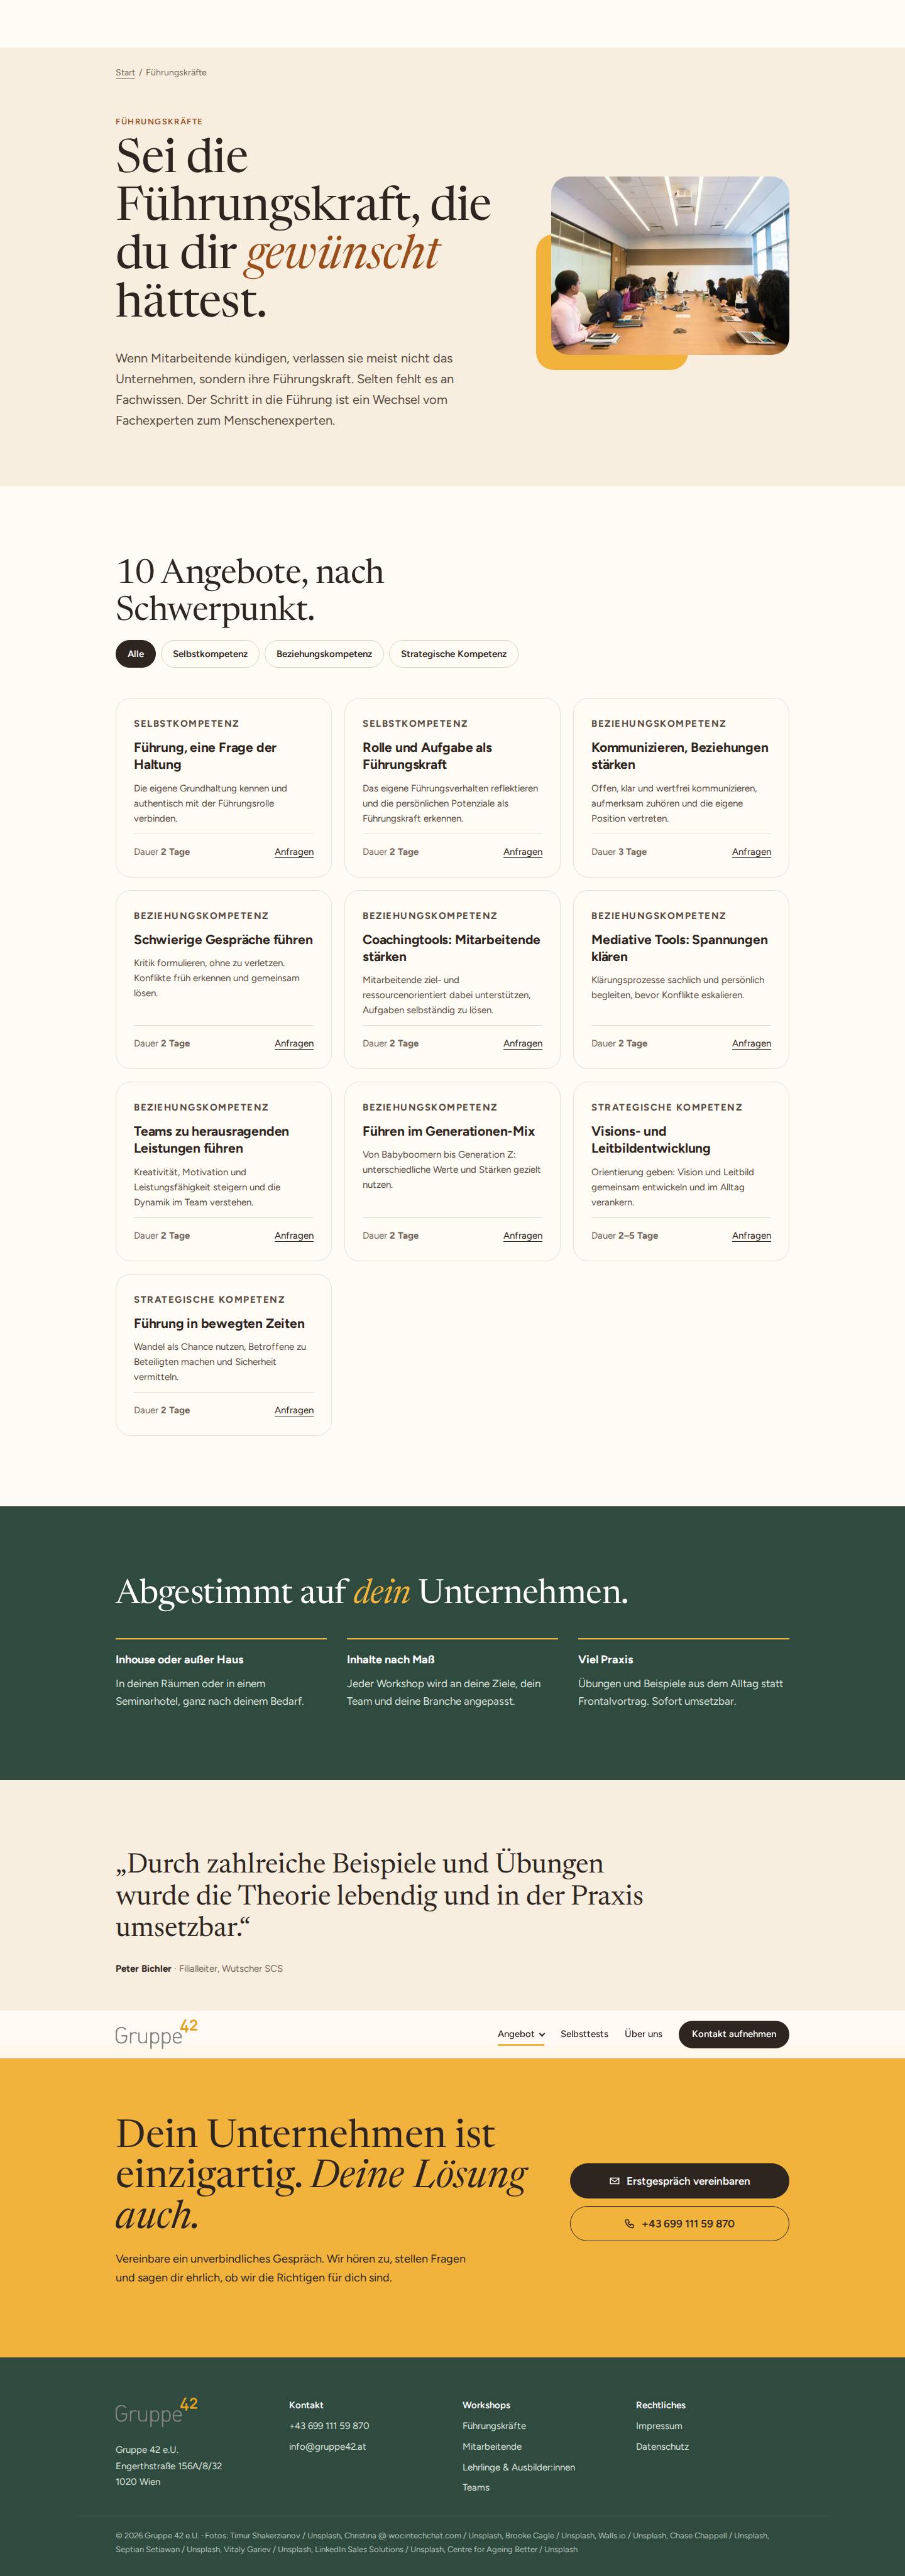 Start / Führungskräfte
FÜHRUNGSKRÄFTE
Sei die
Führungskraft, die
du dir gewünscht
hättest.
Wenn Mitarbeitende kündigen, verlassen sie meist nicht das
Unternehmen, sondern ihre Führungskraft. Selten fehlt es an
Fachwissen. Der Schritt in die Führung ist ein Wechsel vom
Fachexperten zum Menschenexperten.
10 Angebote, nach
Schwerpunkt.
Alle Selbstkompetenz Beziehungskompetenz Strategische Kompetenz
SELBSTKOMPETENZ
Führung, eine Frage der
Haltung
Die eigene Grundhaltung kennen und
authentisch mit der Führungsrolle
verbinden.
Dauer 2 Tage Anfragen
SELBSTKOMPETENZ
Rolle und Aufgabe als
Führungskraft
Das eigene Führungsverhalten reflektieren
und die persönlichen Potenziale als
Führungskraft erkennen.
Dauer 2 Tage Anfragen
BEZIEHUNGSKOMPETENZ
Kommunizieren, Beziehungen
stärken
Offen, klar und wertfrei kommunizieren,
aufmerksam zuhören und die eigene
Position vertreten.
Dauer 3 Tage Anfragen
BEZIEHUNGSKOMPETENZ
Schwierige Gespräche führen
Kritik formulieren, ohne zu verletzen.
Konflikte früh erkennen und gemeinsam
lösen.
Dauer 2 Tage Anfragen
BEZIEHUNGSKOMPETENZ
Coachingtools: Mitarbeitende
stärken
Mitarbeitende ziel- und
ressourcenorientiert dabei unterstützen,
Aufgaben selbständig zu lösen.
Dauer 2 Tage Anfragen
BEZIEHUNGSKOMPETENZ
Mediative Tools: Spannungen
klären
Klärungsprozesse sachlich und persönlich
begleiten, bevor Konflikte eskalieren.
Dauer 2 Tage Anfragen
BEZIEHUNGSKOMPETENZ
Teams zu herausragenden
Leistungen führen
Kreativität, Motivation und
Leistungsfähigkeit steigern und die
Dynamik im Team verstehen.
Dauer 2 Tage Anfragen
BEZIEHUNGSKOMPETENZ
Führen im Generationen-Mix
Von Babyboomern bis Generation Z:
unterschiedliche Werte und Stärken gezielt
nutzen.
Dauer 2 Tage Anfragen
STRATEGISCHE KOMPETENZ
Visions- und
Leitbildentwicklung
Orientierung geben: Vision und Leitbild
gemeinsam entwickeln und im Alltag
verankern.
Dauer 2–5 Tage Anfragen
STRATEGISCHE KOMPETENZ
Führung in bewegten Zeiten
Wandel als Chance nutzen, Betroffene zu
Beteiligten machen und Sicherheit
vermitteln.
Dauer 2 Tage Anfragen
Abgestimmt auf dein Unternehmen.
Inhouse oder außer Haus
In deinen Räumen oder in einem
Seminarhotel, ganz nach deinem Bedarf.
Inhalte nach Maß
Jeder Workshop wird an deine Ziele, dein
Team und deine Branche angepasst.
Viel Praxis
Übungen und Beispiele aus dem Alltag statt
Frontalvortrag. Sofort umsetzbar.
„Durch zahlreiche Beispiele und Übungen
wurde die Theorie lebendig und in der Praxis
umsetzbar.“
Peter Bichler · Filialleiter, Wutscher SCS
Gruppe 42 Angebot Selbsttests Über uns Kontakt aufnehmen
Dein Unternehmen ist
einzigartig. Deine Lösung
auch.
Vereinbare ein unverbindliches Gespräch. Wir hören zu, stellen Fragen
und sagen dir ehrlich, ob wir die Richtigen für dich sind.
Erstgespräch vereinbaren
+43 699 111 59 870
Gruppe 42
Gruppe 42 e.U.
Engerthstraße 156A/8/32
1020 Wien
Kontakt
+43 699 111 59 870
info@gruppe42.at
Workshops
Führungskräfte
Mitarbeitende
Lehrlinge & Ausbilder:innen
Teams
Rechtliches
Impressum
Datenschutz
© 2026 Gruppe 42 e.U. · Fotos: Timur Shakerzianov / Unsplash, Christina @ wocintechchat.com / Unsplash, Brooke Cagle / Unsplash, Walls.io / Unsplash, Chase Chappell / Unsplash,
Septian Setiawan / Unsplash, Vitaly Gariev / Unsplash, LinkedIn Sales Solutions / Unsplash, Centre for Ageing Better / Unsplash